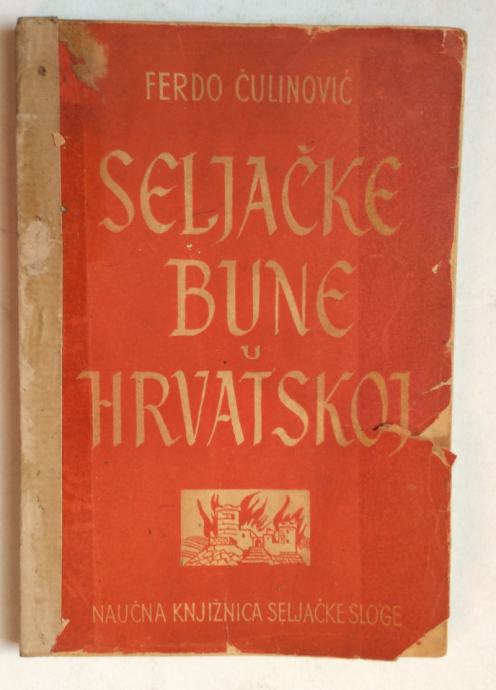 FERDO ČULINOVIĆ
SELJAČKE
BUNE
U
HRVATSKOJ
NAUČNA KNJIŽNICA SELJAČKE SLOGE